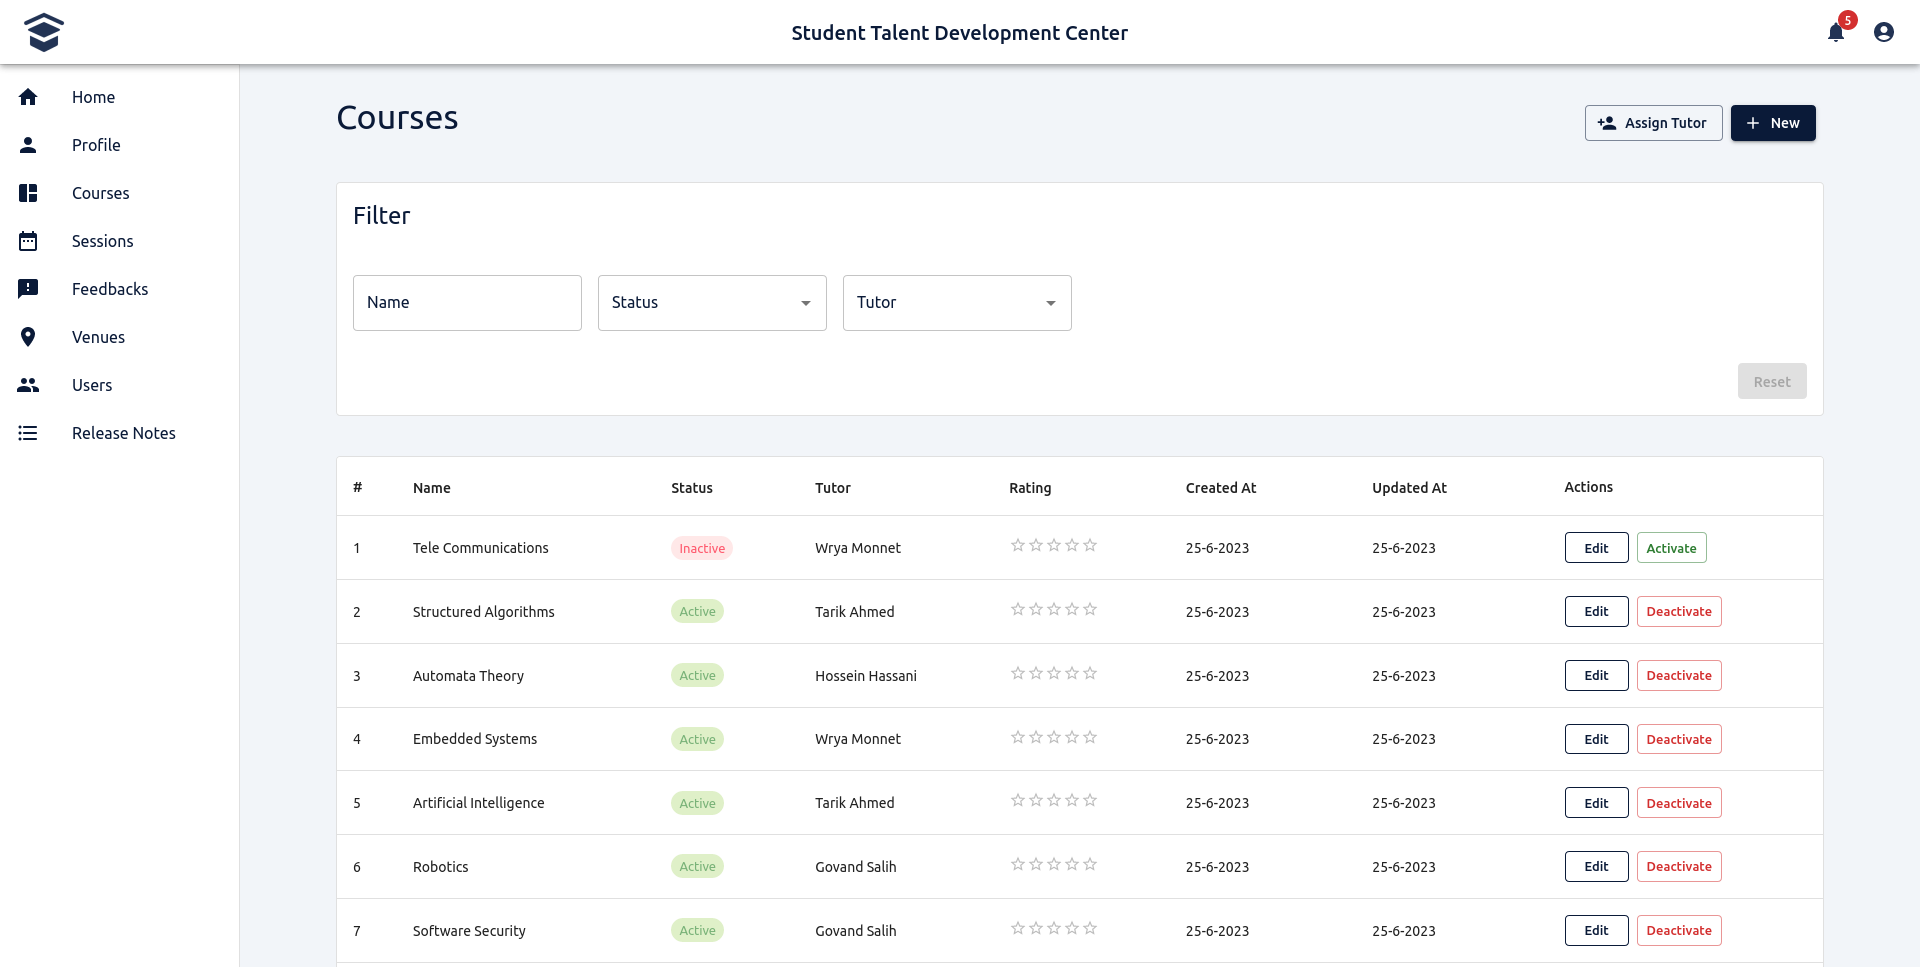 Student Talent Development Center
5
Home
Profile
Courses
Sessions
Feedbacks
Venues
Users
Release Notes
Courses
Assign Tutor
New
Filter
Name
Status
Tutor
Reset
# Name Status Tutor Rating Created At Updated At Actions
1 Tele Communications Inactive Wrya Monnet 25-6-2023 25-6-2023 Edit Activate
2 Structured Algorithms Active Tarik Ahmed 25-6-2023 25-6-2023 Edit Deactivate
3 Automata Theory Active Hossein Hassani 25-6-2023 25-6-2023 Edit Deactivate
4 Embedded Systems Active Wrya Monnet 25-6-2023 25-6-2023 Edit Deactivate
5 Artificial Intelligence Active Tarik Ahmed 25-6-2023 25-6-2023 Edit Deactivate
6 Robotics Active Govand Salih 25-6-2023 25-6-2023 Edit Deactivate
7 Software Security Active Govand Salih 25-6-2023 25-6-2023 Edit Deactivate